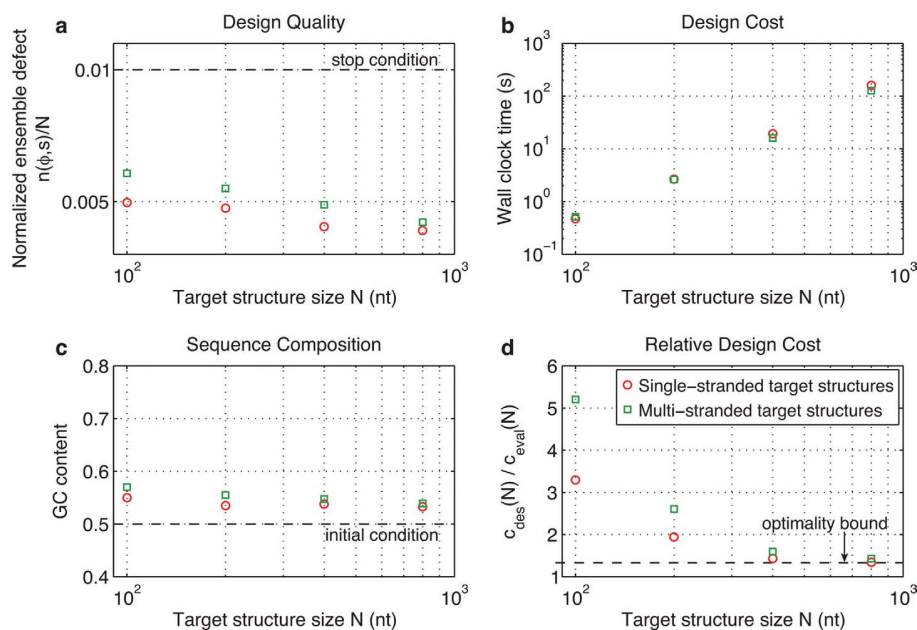 a
Design Quality
Normalized ensemble defect
n(ϕ,s)/N
0.01
0.005
stop condition
10²
10³
Target structure size N (nt)
b
Design Cost
Wall clock time (s)
10³
10²
10¹
10⁰
10⁻¹
10²
10³
Target structure size N (nt)
c
Sequence Composition
GC content
0.8
0.7
0.6
0.5
0.4
initial condition
10²
10³
Target structure size N (nt)
d
Relative Design Cost
c_des(N) / c_eval(N)
6
5
4
3
2
1
Single−stranded target structures
Multi−stranded target structures
optimality bound
10²
10³
Target structure size N (nt)